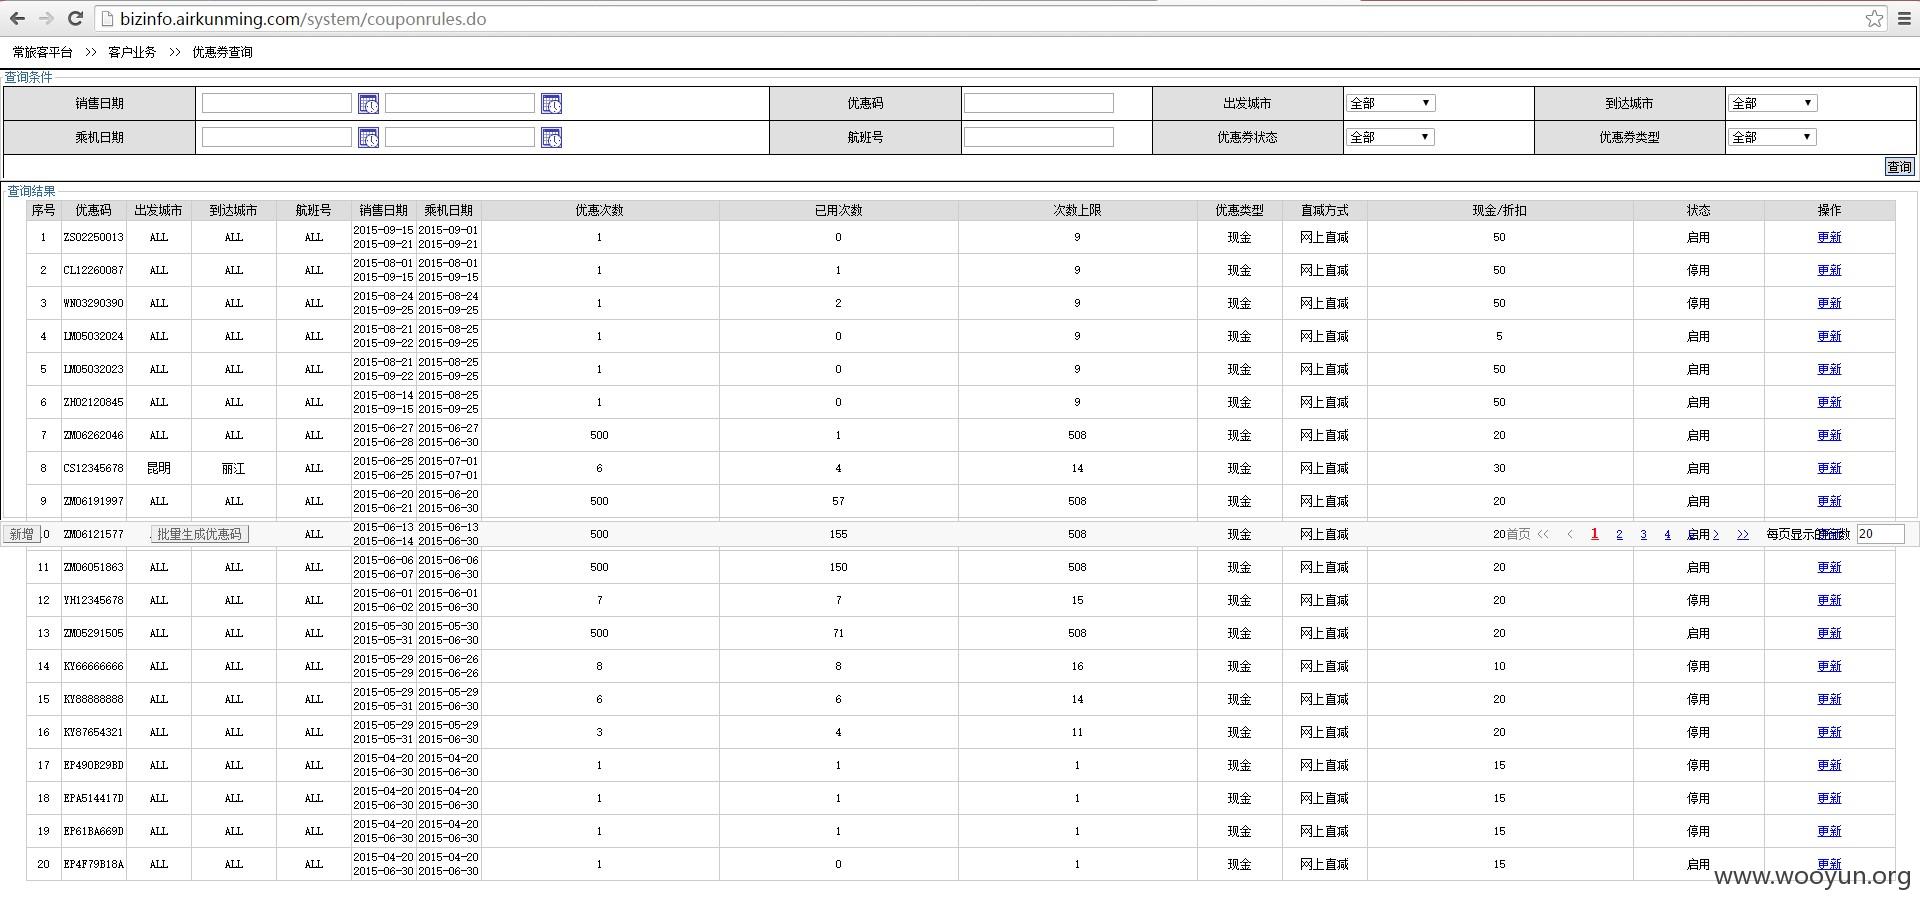 bizinfo.airkunming.com/system/couponrules.do
常旅客平台 >> 客户业务 >> 优惠券查询
查询条件
销售日期 优惠码 出发城市 全部 到达城市 全部
乘机日期 航班号 优惠券状态 全部 优惠券类型 全部
查询
查询结果
序号 优惠码 出发城市 到达城市 航班号 销售日期 乘机日期 优惠次数 已用次数 次数上限 优惠类型 直减方式 现金/折扣 状态 操作
1 ZS02250013 ALL ALL ALL 2015-09-15 2015-09-21 2015-09-01 2015-09-21 1 0 9 现金 网上直减 50 启用 更新
2 CL12260087 ALL ALL ALL 2015-08-01 2015-09-15 2015-08-01 2015-09-15 1 1 9 现金 网上直减 50 停用 更新
3 WN03290390 ALL ALL ALL 2015-08-24 2015-09-25 2015-08-24 2015-09-25 1 2 9 现金 网上直减 50 停用 更新
4 LM05032024 ALL ALL ALL 2015-08-21 2015-09-22 2015-08-25 2015-09-25 1 0 9 现金 网上直减 5 启用 更新
5 LM05032023 ALL ALL ALL 2015-08-21 2015-09-22 2015-08-25 2015-09-25 1 0 9 现金 网上直减 50 启用 更新
6 ZH02120845 ALL ALL ALL 2015-08-14 2015-09-15 2015-08-25 2015-09-25 1 0 9 现金 网上直减 50 启用 更新
7 ZM06262046 ALL ALL ALL 2015-06-27 2015-06-28 2015-06-27 2015-06-30 500 1 508 现金 网上直减 20 启用 更新
8 CS12345678 昆明 丽江 ALL 2015-06-25 2015-06-25 2015-07-01 2015-07-01 6 4 14 现金 网上直减 30 启用 更新
9 ZM06191997 ALL ALL ALL 2015-06-20 2015-06-21 2015-06-20 2015-06-30 500 57 508 现金 网上直减 20 启用 更新
新增 .0 ZM06121577 批量生成优惠码 ALL 2015-06-13 2015-06-14 2015-06-13 2015-06-30 500 155 508 现金 网上直减 20 首页 << < 1 2 3 4 启用 > >> 每页显示的 数 20
11 ZM06051863 ALL ALL ALL 2015-06-06 2015-06-07 2015-06-06 2015-06-30 500 150 508 现金 网上直减 20 启用 更新
12 YH12345678 ALL ALL ALL 2015-06-01 2015-06-02 2015-06-01 2015-06-30 7 7 15 现金 网上直减 20 停用 更新
13 ZM05291505 ALL ALL ALL 2015-05-30 2015-05-31 2015-05-30 2015-06-30 500 71 508 现金 网上直减 20 启用 更新
14 KY66666666 ALL ALL ALL 2015-05-29 2015-05-29 2015-06-26 2015-06-26 8 8 16 现金 网上直减 10 停用 更新
15 KY88888888 ALL ALL ALL 2015-05-29 2015-05-31 2015-05-29 2015-06-30 6 6 14 现金 网上直减 20 停用 更新
16 KY87654321 ALL ALL ALL 2015-05-29 2015-05-31 2015-05-29 2015-06-30 3 4 11 现金 网上直减 20 停用 更新
17 EP490B29BD ALL ALL ALL 2015-04-20 2015-06-30 2015-04-20 2015-06-30 1 1 1 现金 网上直减 15 停用 更新
18 EPA514417D ALL ALL ALL 2015-04-20 2015-06-30 2015-04-20 2015-06-30 1 1 1 现金 网上直减 15 停用 更新
19 EP61BA669D ALL ALL ALL 2015-04-20 2015-06-30 2015-04-20 2015-06-30 1 1 1 现金 网上直减 15 停用 更新
20 EP4F79B18A ALL ALL ALL 2015-04-20 2015-06-30 2015-04-20 2015-06-30 1 0 1 现金 网上直减 15 启用 更新
www.wooyun.org